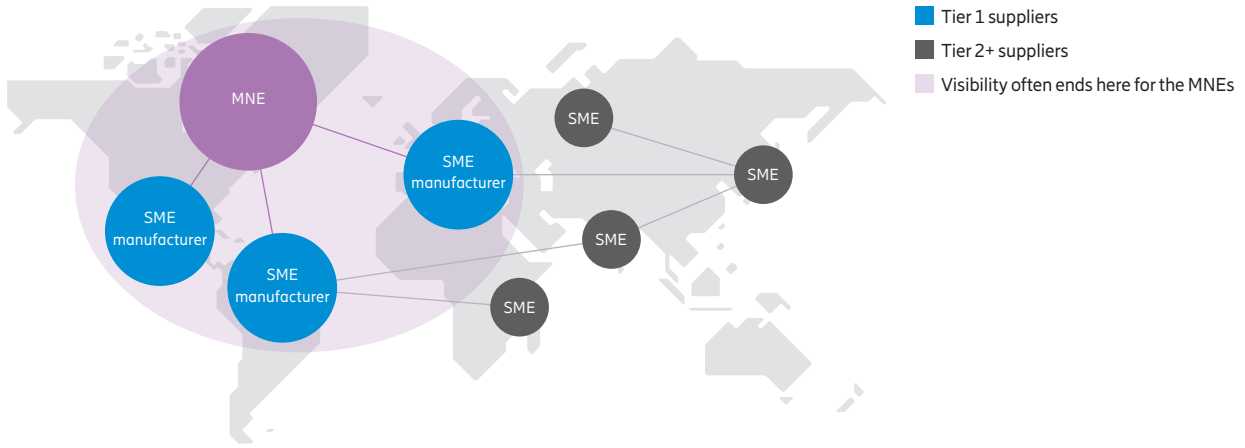 Tier 1 suppliers
Tier 2+ suppliers
Visibility often ends here for the MNEs
MNE
SME
SME
manufacturer
SME
SME
manufacturer
SME
SME
manufacturer
SME